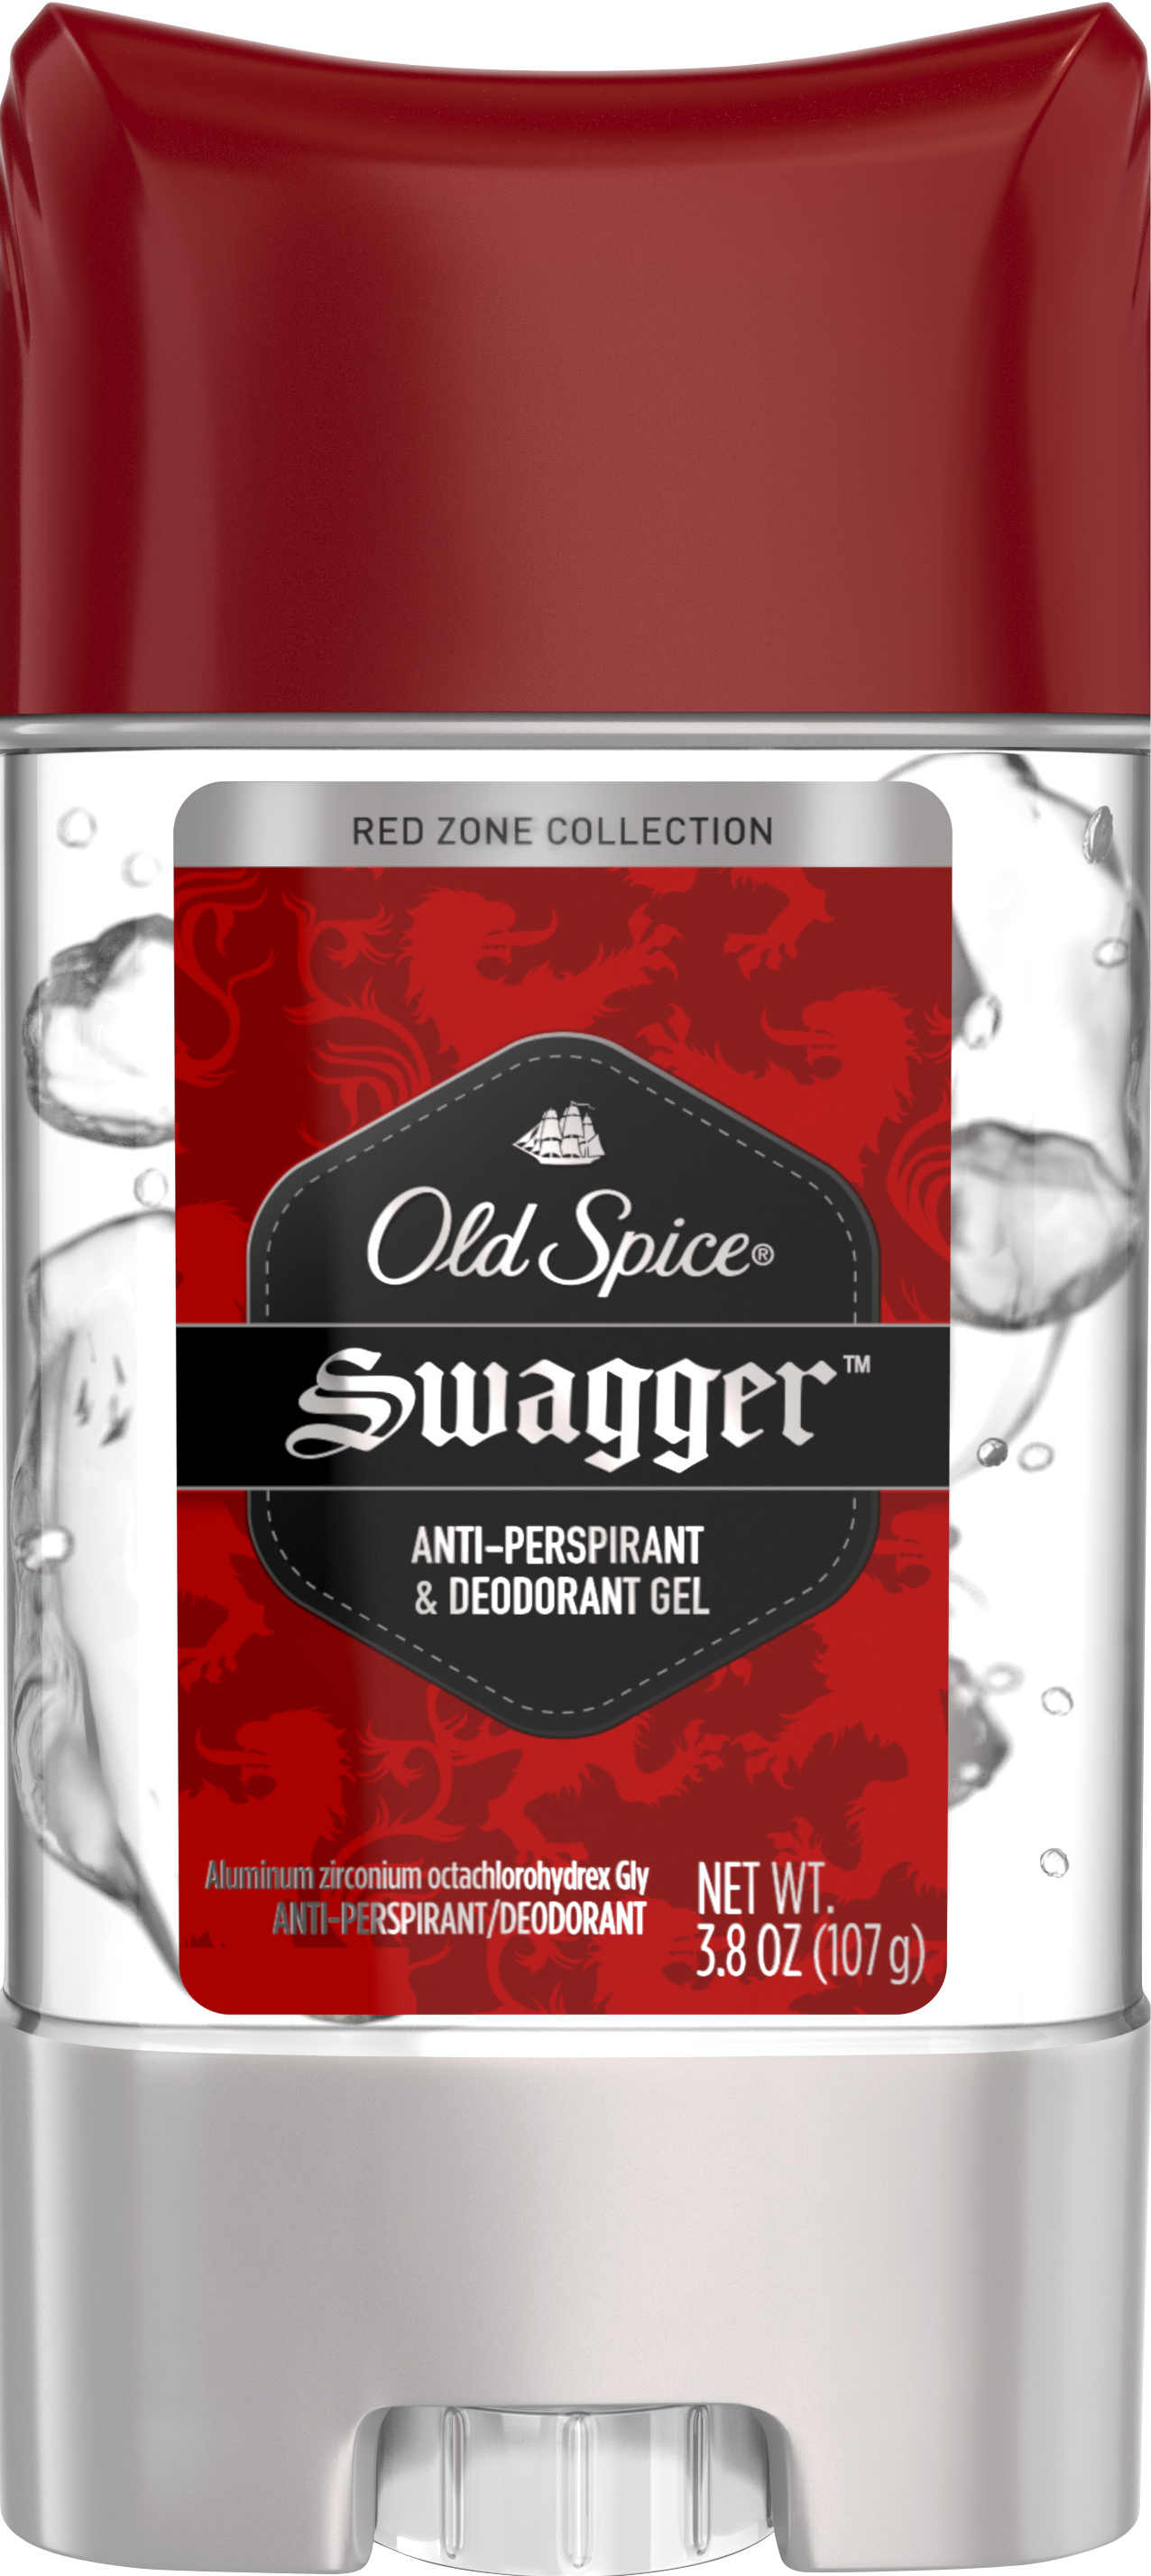 RED ZONE COLLECTION
Old Spice®
Swagger™
ANTI-PERSPIRANT
& DEODORANT GEL
Aluminum zirconium octachlorohydrex Gly
ANTI-PERSPIRANT/DEODORANT
NET WT.
3.8 OZ (107 g)